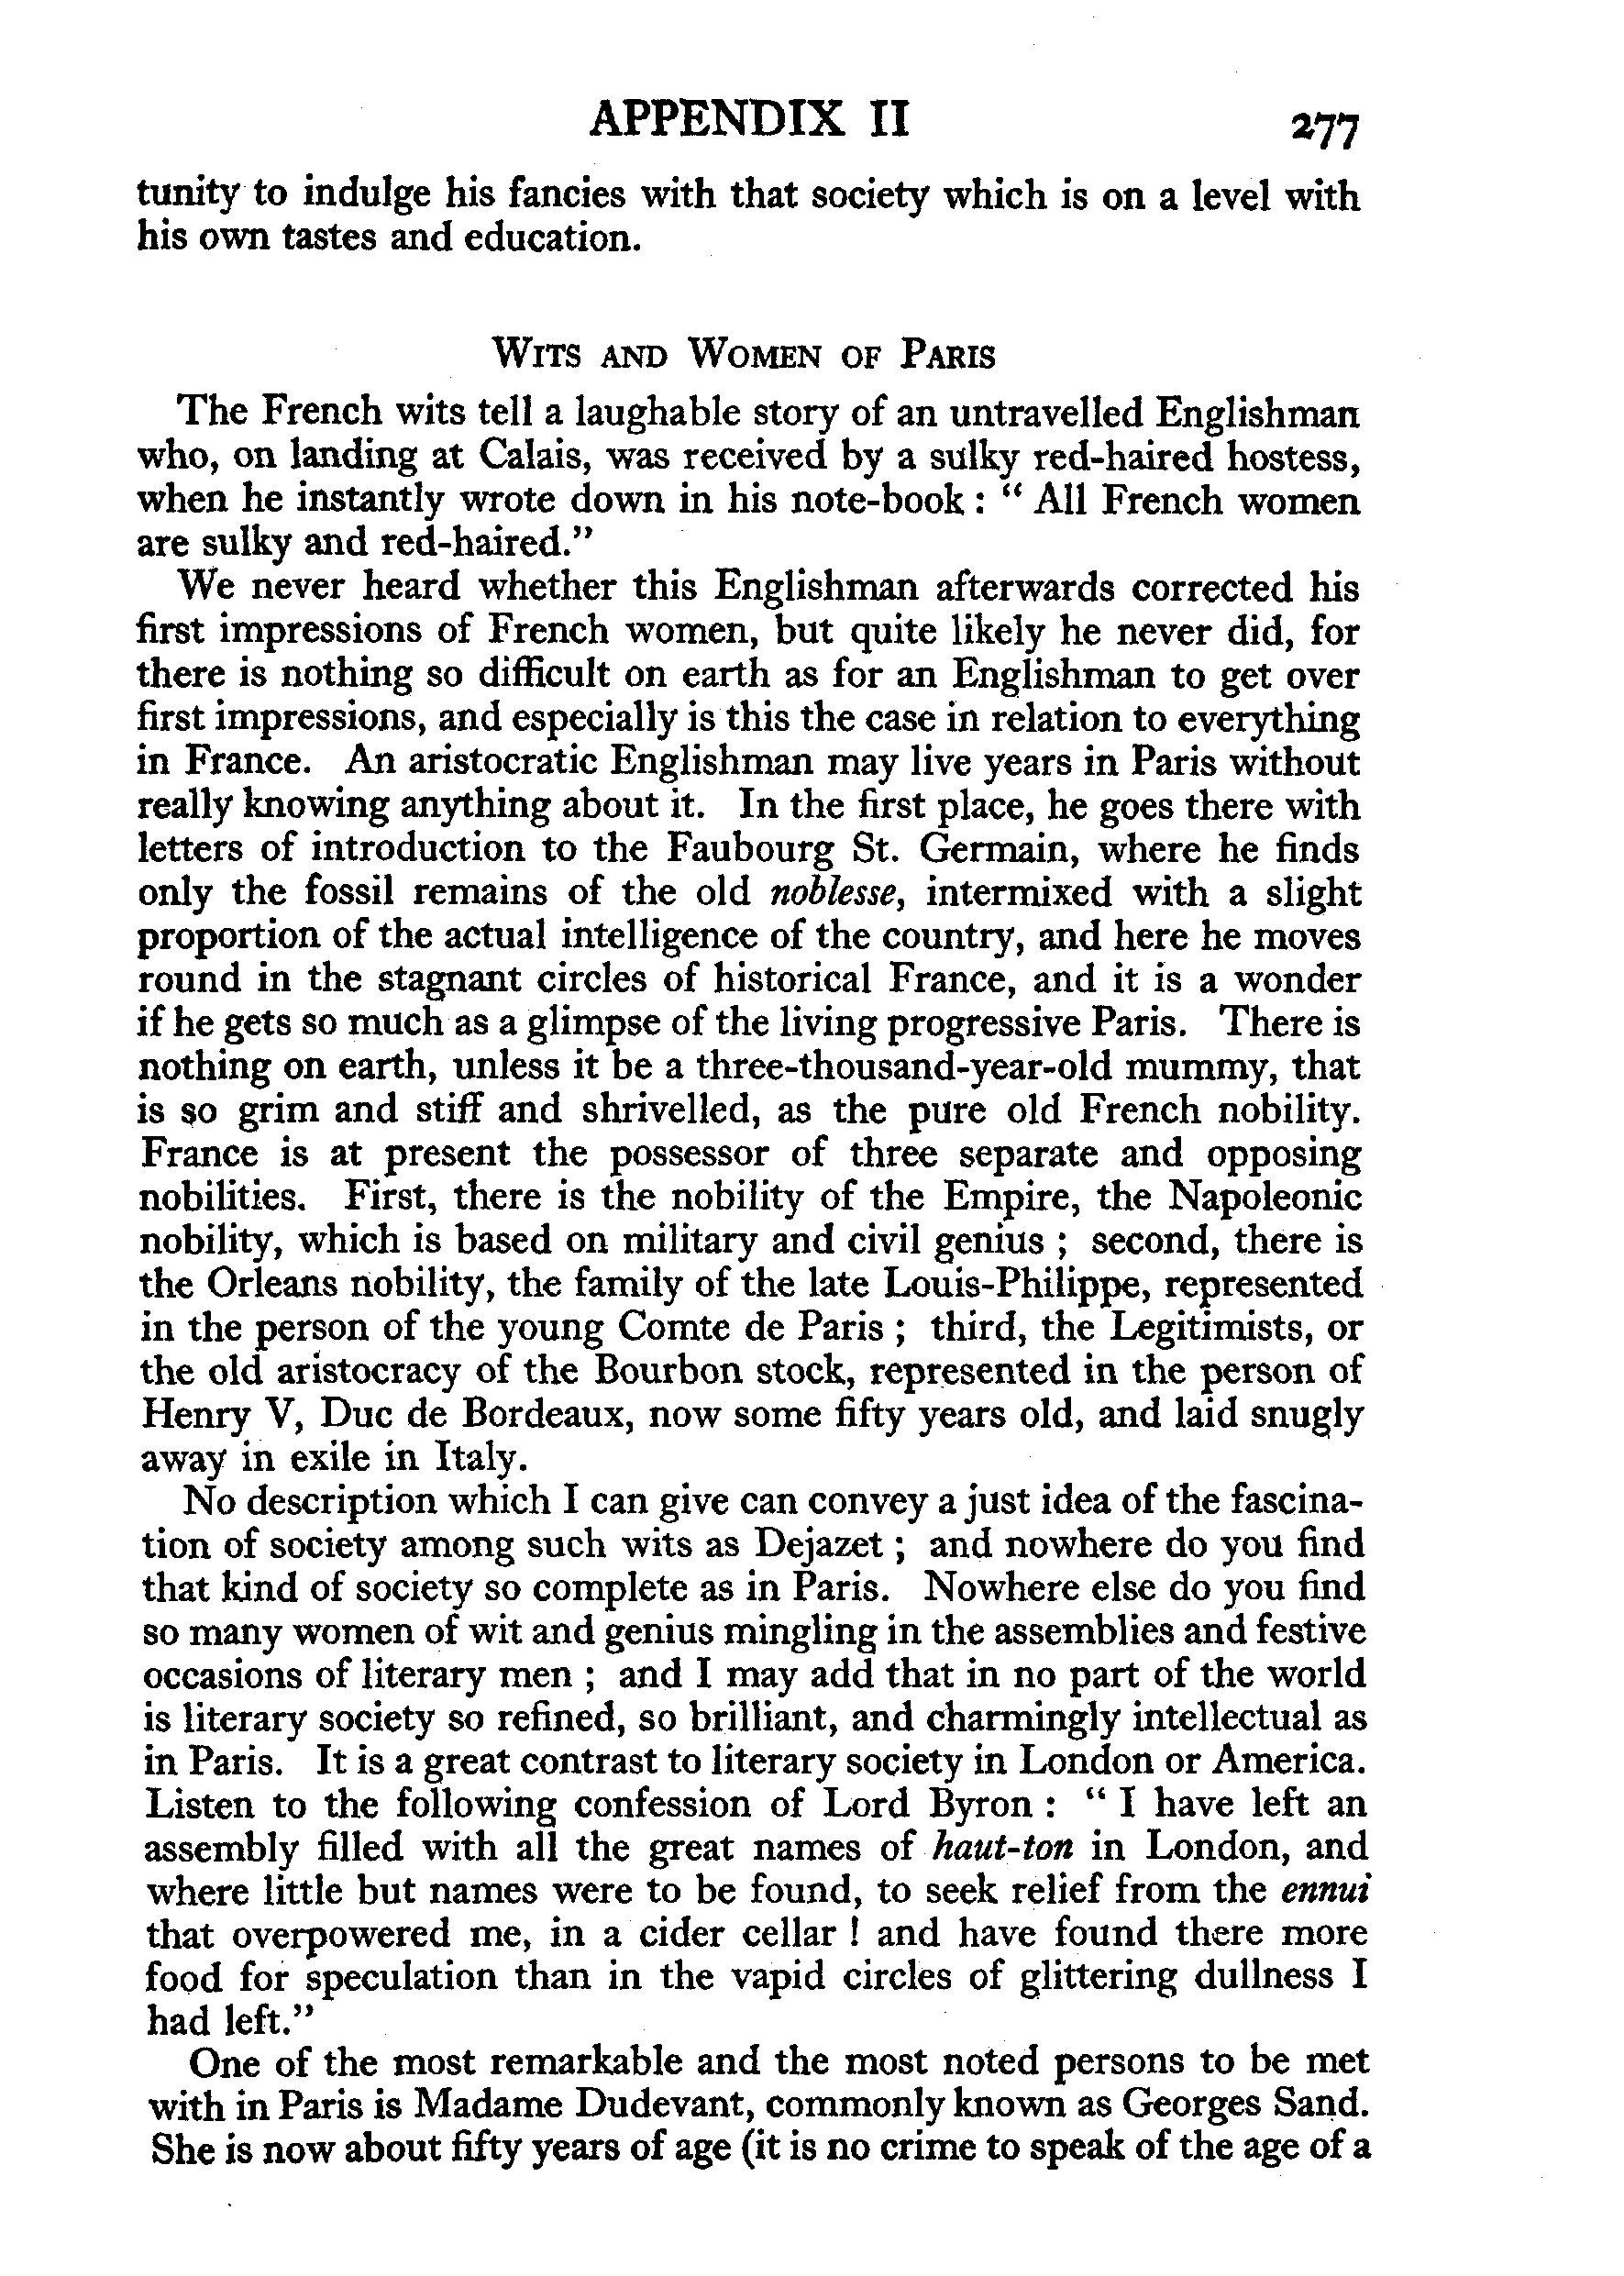 APPENDIX II 277
tunity to indulge his fancies with that society which is on a level with
his own tastes and education.
WITS AND WOMEN OF PARIS
The French wits tell a laughable story of an untravelled Englishman
who, on landing at Calais, was received by a sulky red-haired hostess,
when he instantly wrote down in his note-book : “ All French women
are sulky and red-haired.”
We never heard whether this Englishman afterwards corrected his
first impressions of French women, but quite likely he never did, for
there is nothing so difficult on earth as for an Englishman to get over
first impressions, and especially is this the case in relation to everything
in France. An aristocratic Englishman may live years in Paris without
really knowing anything about it. In the first place, he goes there with
letters of introduction to the Faubourg St. Germain, where he finds
only the fossil remains of the old noblesse, intermixed with a slight
proportion of the actual intelligence of the country, and here he moves
round in the stagnant circles of historical France, and it is a wonder
if he gets so much as a glimpse of the living progressive Paris. There is
nothing on earth, unless it be a three-thousand-year-old mummy, that
is so grim and stiff and shrivelled, as the pure old French nobility.
France is at present the possessor of three separate and opposing
nobilities. First, there is the nobility of the Empire, the Napoleonic
nobility, which is based on military and civil genius ; second, there is
the Orleans nobility, the family of the late Louis-Philippe, represented
in the person of the young Comte de Paris ; third, the Legitimists, or
the old aristocracy of the Bourbon stock, represented in the person of
Henry V, Duc de Bordeaux, now some fifty years old, and laid snugly
away in exile in Italy.
No description which I can give can convey a just idea of the fascina-
tion of society among such wits as Dejazet ; and nowhere do you find
that kind of society so complete as in Paris. Nowhere else do you find
so many women of wit and genius mingling in the assemblies and festive
occasions of literary men ; and I may add that in no part of the world
is literary society so refined, so brilliant, and charmingly intellectual as
in Paris. It is a great contrast to literary society in London or America.
Listen to the following confession of Lord Byron : “ I have left an
assembly filled with all the great names of haut-ton in London, and
where little but names were to be found, to seek relief from the ennui
that overpowered me, in a cider cellar ! and have found there more
food for speculation than in the vapid circles of glittering dullness I
had left.”
One of the most remarkable and the most noted persons to be met
with in Paris is Madame Dudevant, commonly known as Georges Sand.
She is now about fifty years of age (it is no crime to speak of the age of a